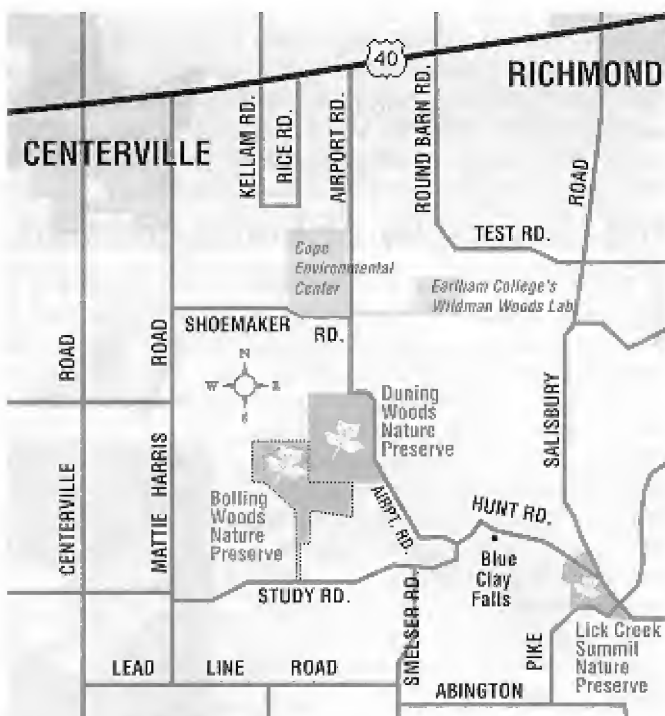 40
RICHMOND
CENTERVILLE
KELLAM RD.
RICE RD.
AIRPORT RD.
ROUND BARN RD.
ROAD
TEST RD.
Cope
Environmental
Center
Earlham College's
Wildman Woods Lab
SHOEMAKER RD.
ROAD
ROAD
N
W E
S
Duning
Woods
Nature
Preserve
SALISBURY
CENTERVILLE
MATTIE HARRIS
Bolling
Woods
Nature
Preserve
AIRPT. RD.
HUNT RD.
Blue
Clay
Falls
STUDY RD.
SMELSER RD.
PIKE
Lick Creek
Summit
Nature
Preserve
LEAD LINE ROAD
ABINGTON